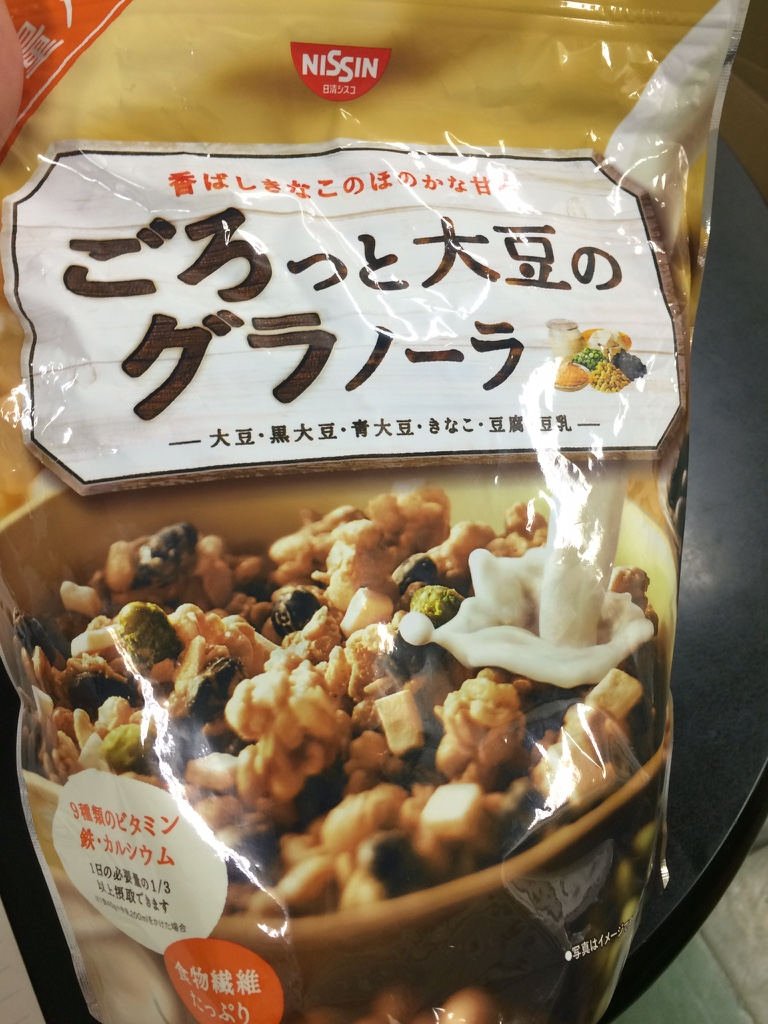 NISSIN
日清シスコ
香ばしきなこのほのかな甘
ごろっと大豆の
グラノーラ
大豆・黒大豆・青大豆・きなこ・豆腐 豆乳
9種類のビタミン
鉄・カルシウム
1日の必要量の1/3
以上摂取できます
食物繊維
たっぷり
●写真はイメージ